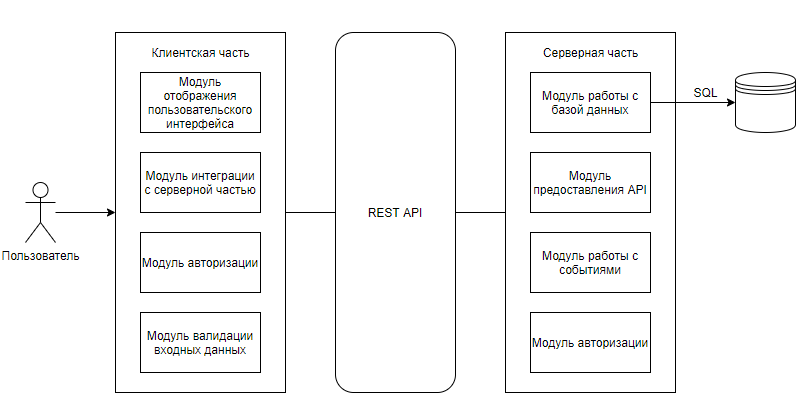 Пользователь
Клиентская часть
Модуль
отображения
пользовательского
интерфейса
Модуль интеграции
с серверной частью
Модуль авторизации
Модуль валидации
входных данных
REST API
Серверная часть
Модуль работы с
базой данных
Модуль
предоставления API
Модуль работы с
событиями
Модуль авторизации
SQL